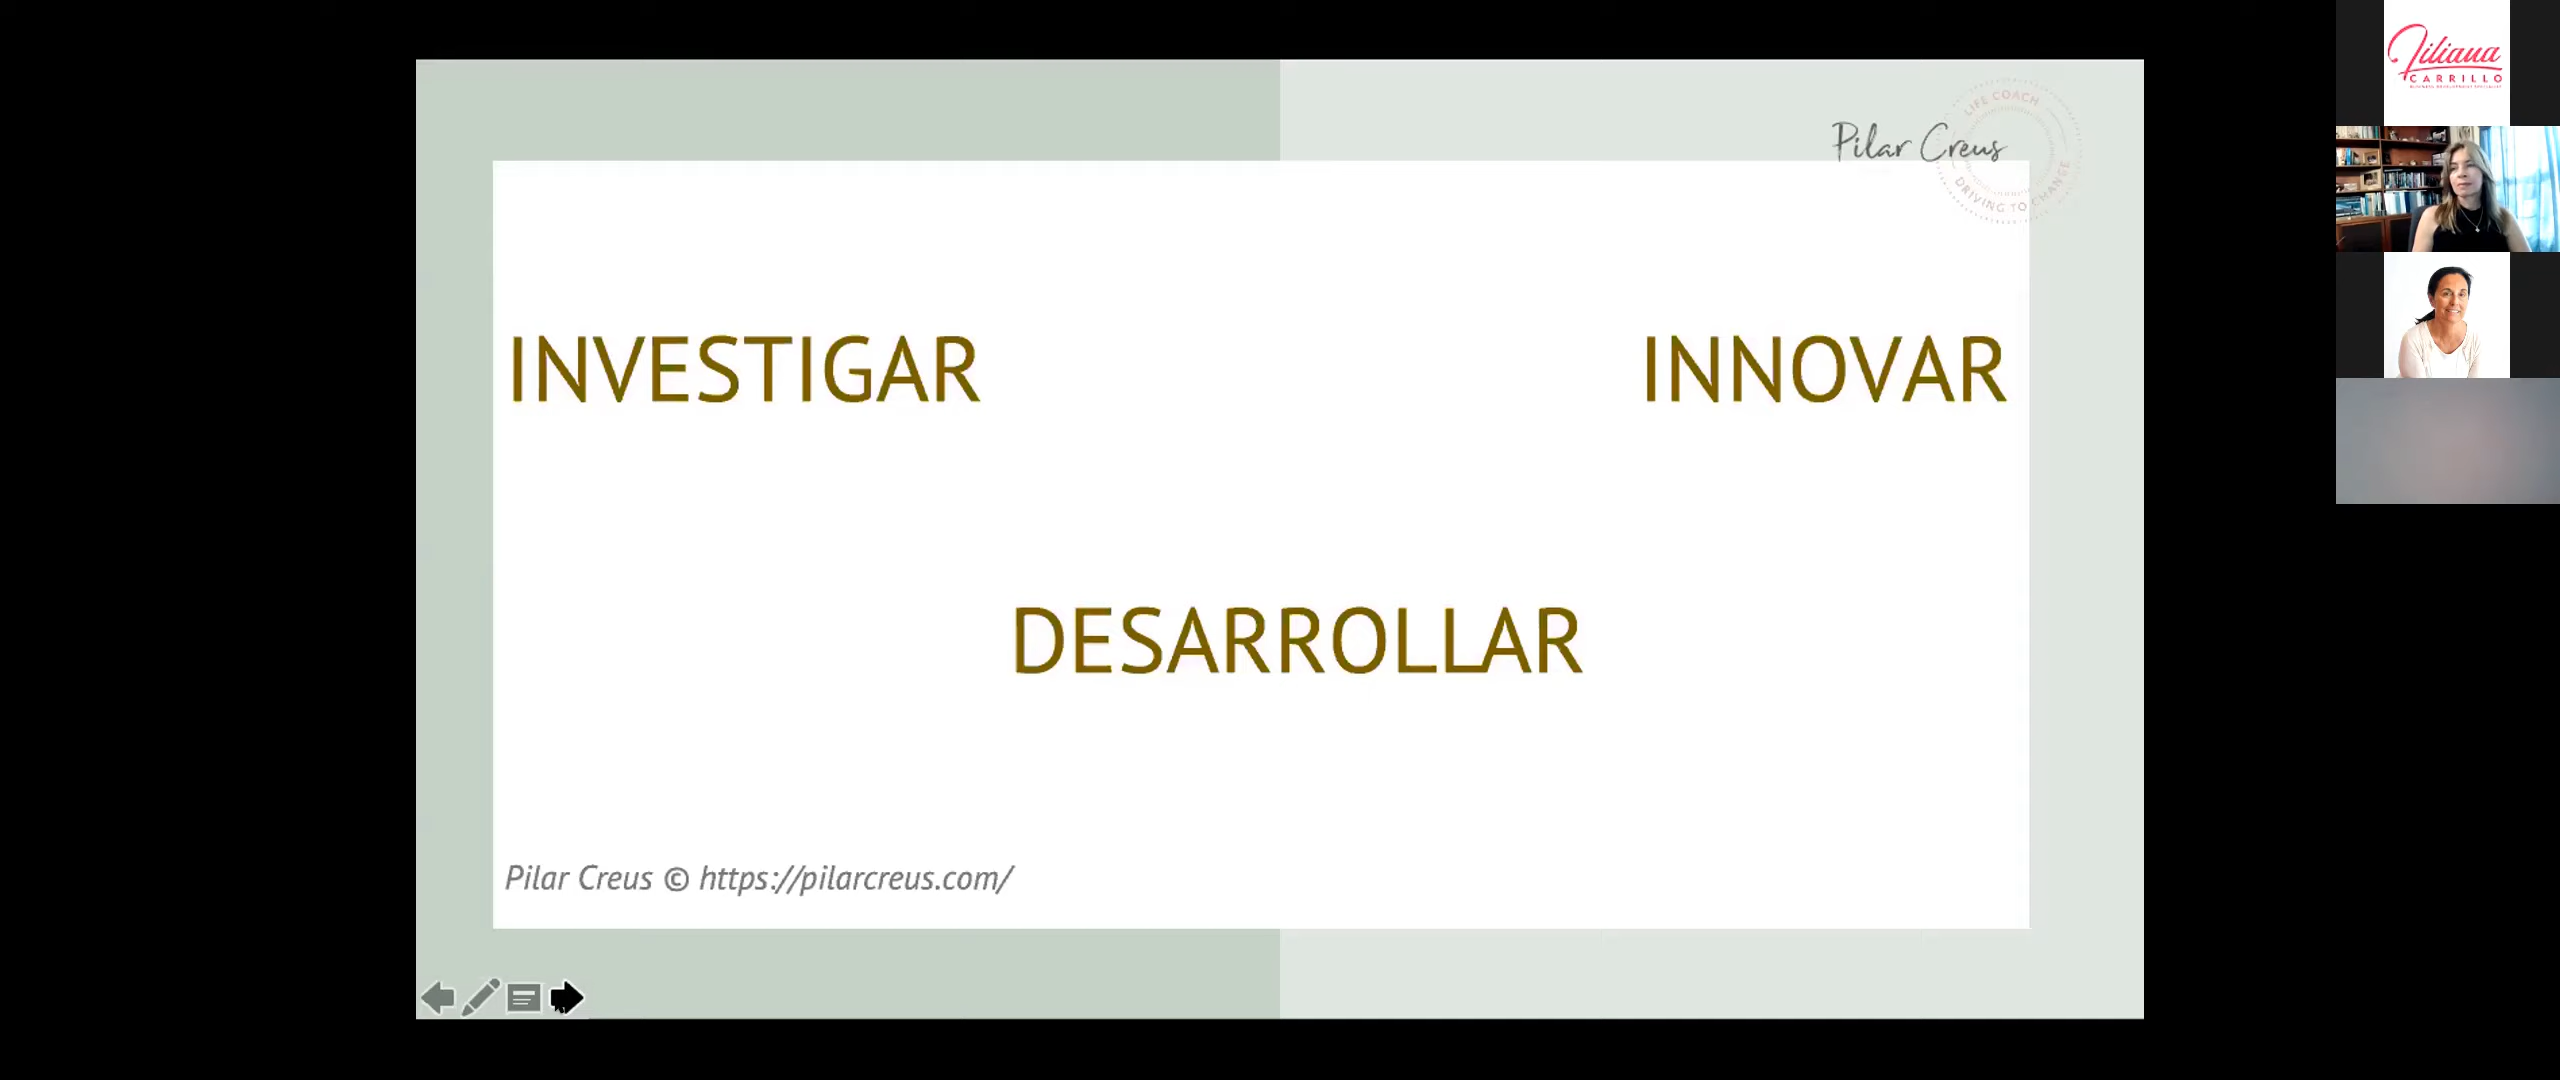 LIFE COACH
Pilar Creus
DRIVING TO CHANGE
INVESTIGAR
INNOVAR
DESARROLLAR
Pilar Creus © https://pilarcreus.com/
Liliana
CARRILLO